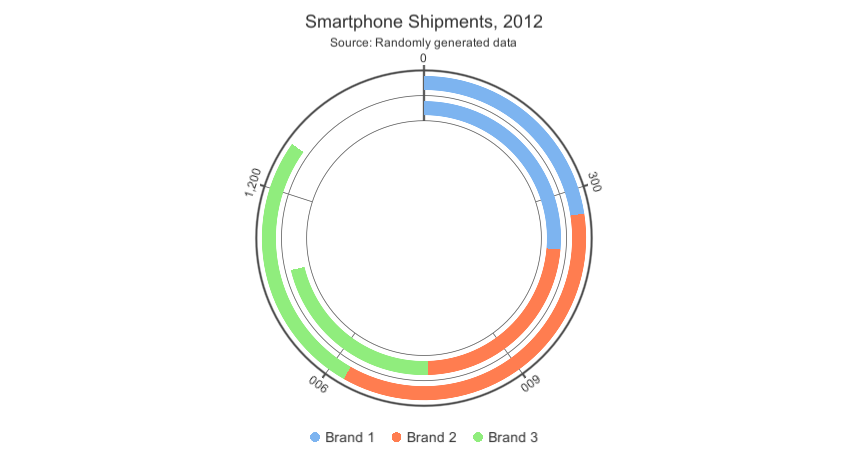 Smartphone Shipments, 2012
Source: Randomly generated data
0
300
600
900
1,200
Brand 1
Brand 2
Brand 3